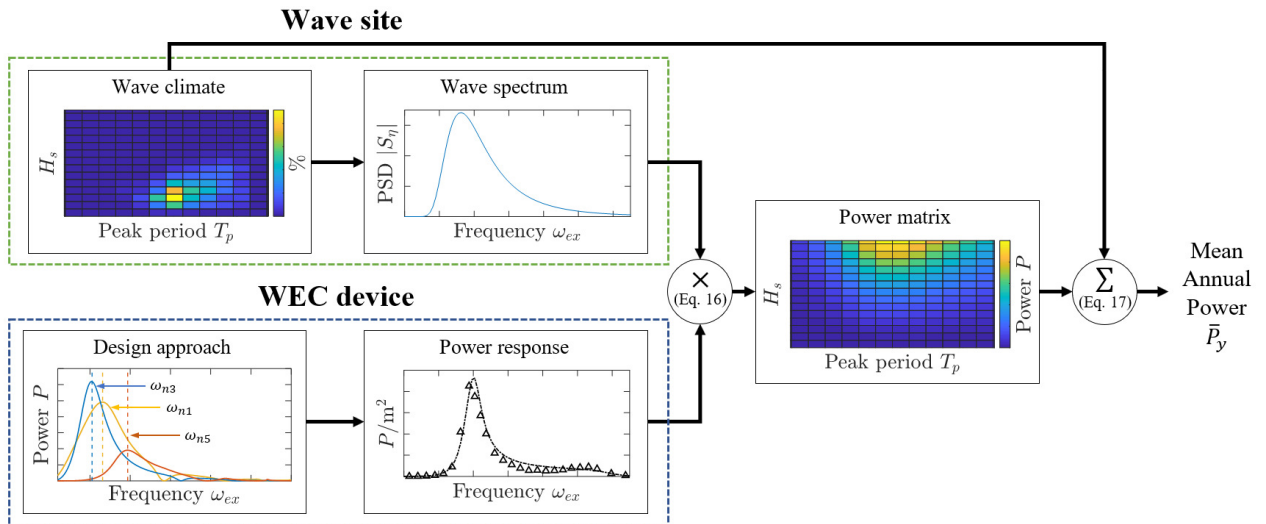 Wave site
Wave climate
H_s
%
Peak period T_p
Wave spectrum
PSD |S_η|
Frequency ω_ex
WEC device
Design approach
Power P
ω_n3
ω_n1
ω_n5
Frequency ω_ex
Power response
P/m²
Frequency ω_ex
×
(Eq. 16)
Power matrix
H_s
Power P
Peak period T_p
Σ
(Eq. 17)
Mean
Annual
Power
P̄_y